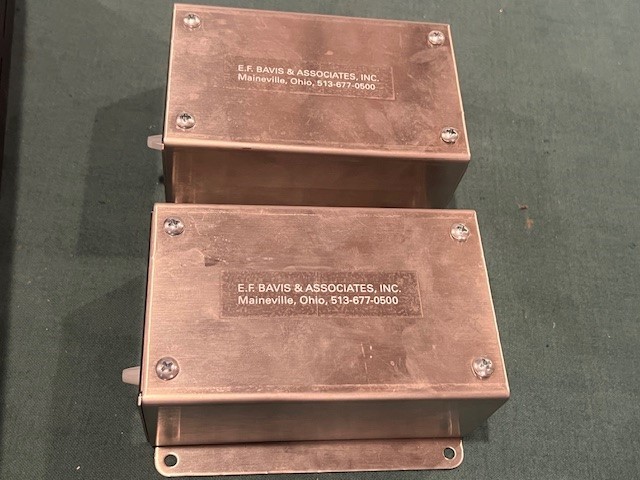 E.F. BAVIS & ASSOCIATES, INC.
Maineville, Ohio, 513-677-0500
E.F. BAVIS & ASSOCIATES, INC.
Maineville, Ohio, 513-677-0500